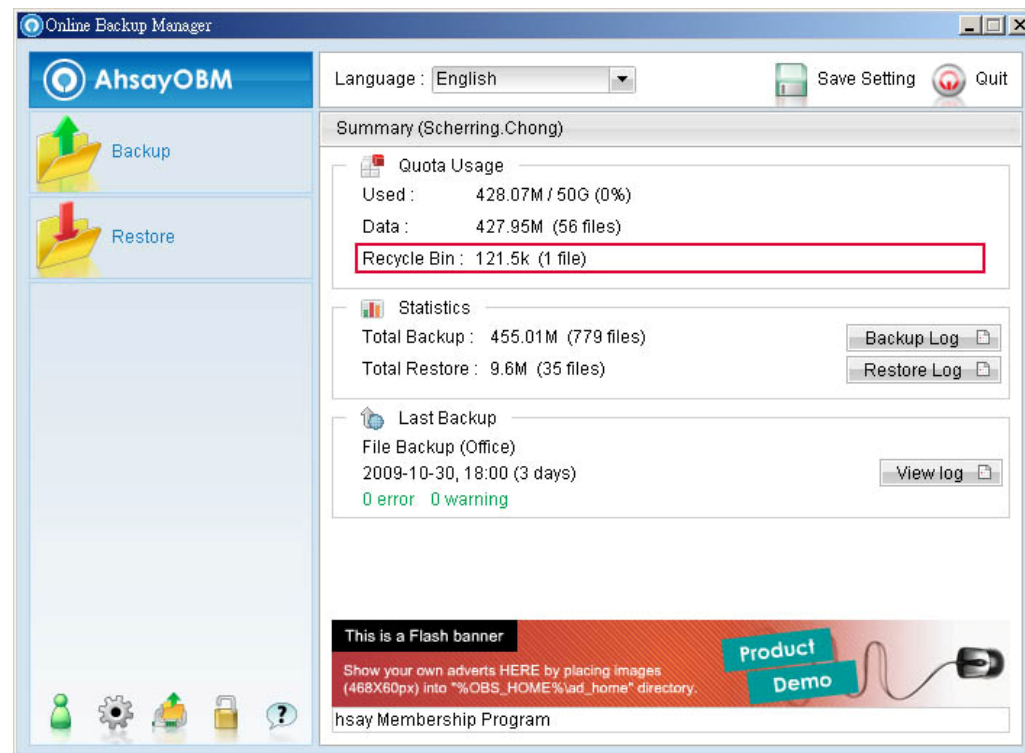 Online Backup Manager
AhsayOBM
Language : English
Save Setting
Quit
Backup
Restore
Summary (Scherring.Chong)
Quota Usage
Used : 428.07M / 50G (0%)
Data : 427.95M (56 files)
Recycle Bin : 121.5k (1 file)
Statistics
Total Backup : 455.01M (779 files)
Backup Log
Total Restore : 9.6M (35 files)
Restore Log
Last Backup
File Backup (Office)
2009-10-30, 18:00 (3 days)
View log
0 error 0 warning
This is a Flash banner
Show your own adverts HERE by placing images
(468X60px) into "%OBS_HOME%\ad_home" directory.
Product
Demo
hsay Membership Program